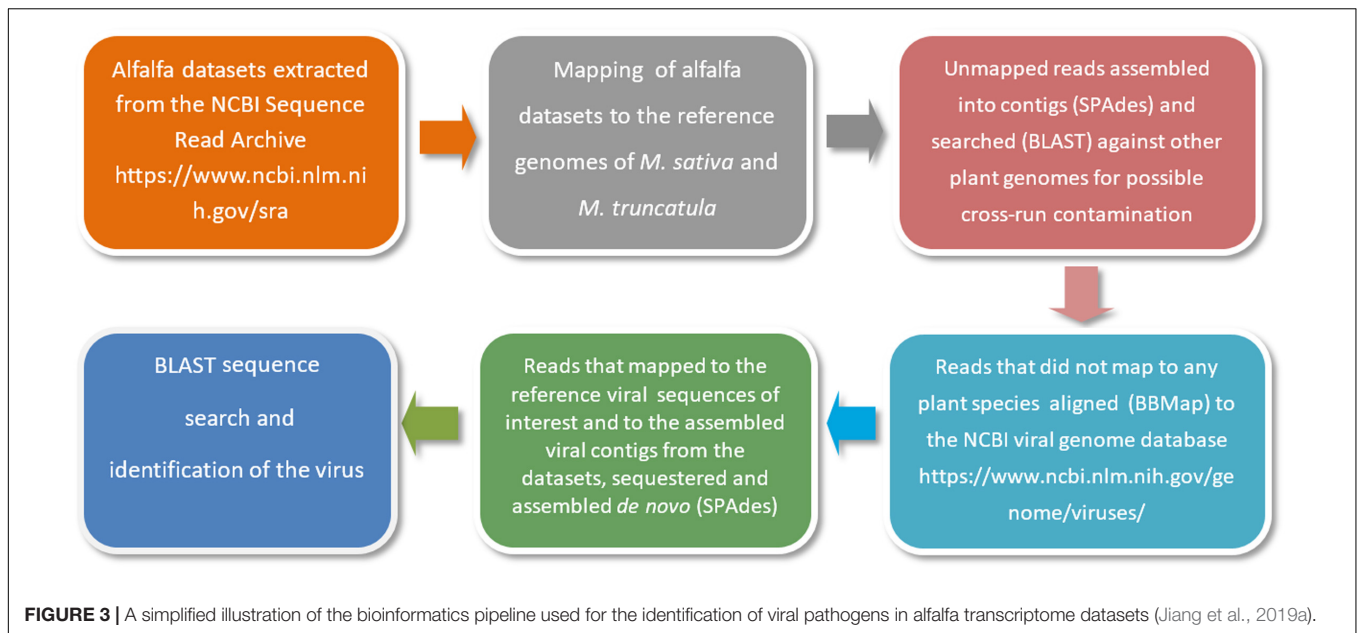 Alfalfa datasets extracted
from the NCBI Sequence
Read Archive
https://www.ncbi.nlm.ni
h.gov/sra
Mapping of alfalfa
datasets to the reference
genomes of M. sativa and
M. truncatula
Unmapped reads assembled
into contigs (SPAdes) and
searched (BLAST) against other
plant genomes for possible
cross-run contamination
BLAST sequence
search and
identification of the virus
Reads that mapped to the
reference viral sequences of
interest and to the assembled
viral contigs from the
datasets, sequestered and
assembled de novo (SPAdes)
Reads that did not map to any
plant species aligned (BBMap) to
the NCBI viral genome database
https://www.ncbi.nlm.nih.gov/ge
nome/viruses/
FIGURE 3 | A simplified illustration of the bioinformatics pipeline used for the identification of viral pathogens in alfalfa transcriptome datasets (Jiang et al., 2019a).